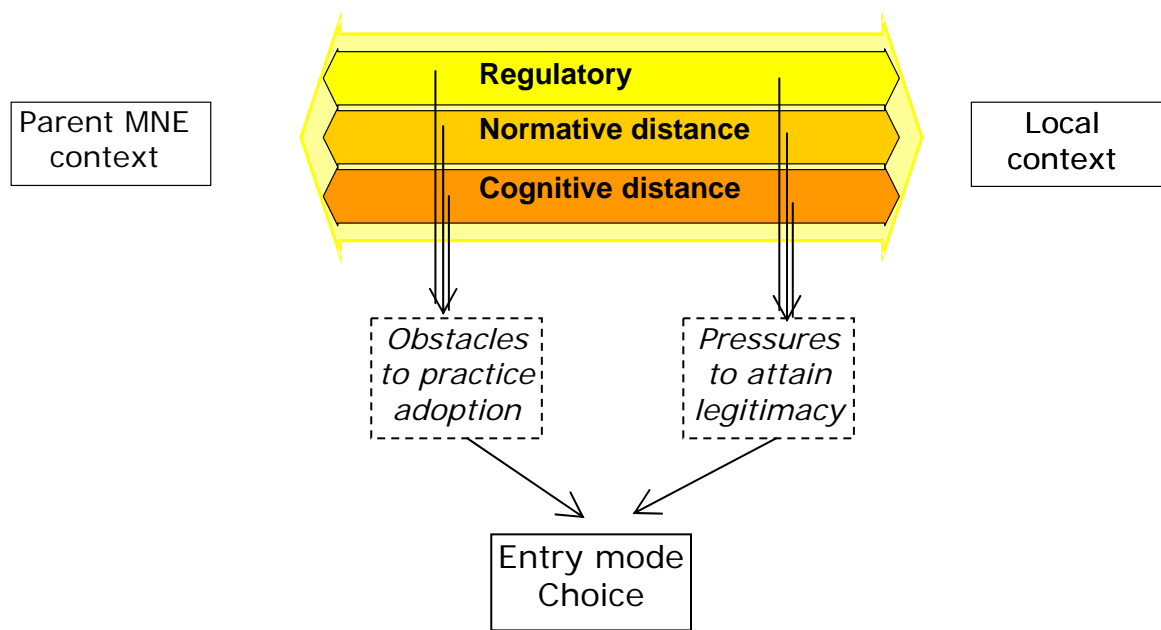 Regulatory
Parent MNE
context
Normative distance
Local
context
Cognitive distance
Obstacles
to practice
adoption
Pressures
to attain
legitimacy
Entry mode
Choice